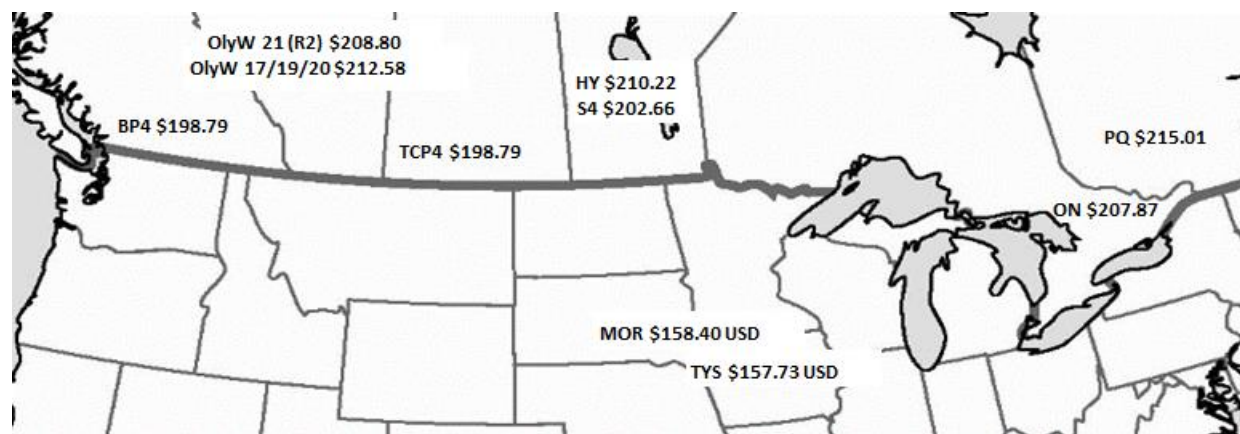 OlyW 21 (R2) $208.80
OlyW 17/19/20 $212.58
HY $210.22
S4 $202.66
BP4 $198.79
TCP4 $198.79
PQ $215.01
ON $207.87
MOR $158.40 USD
TYS $157.73 USD